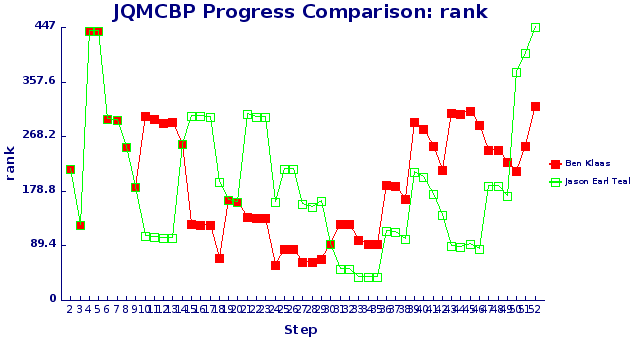 JQMCBP Progress Comparison: rank
447
357.6
268.2
178.8
89.4
0
rank
2 3 4 5 6 7 8 9 10 11 12 13 14 15 16 17 18 19 20 21 22 23 24 25 26 27 28 29 30 31 32 33 34 35 36 37 38 39 40 41 42 43 44 45 46 47 48 49 50 51 52
Step
Ben Klaas
Jason Earl Teal